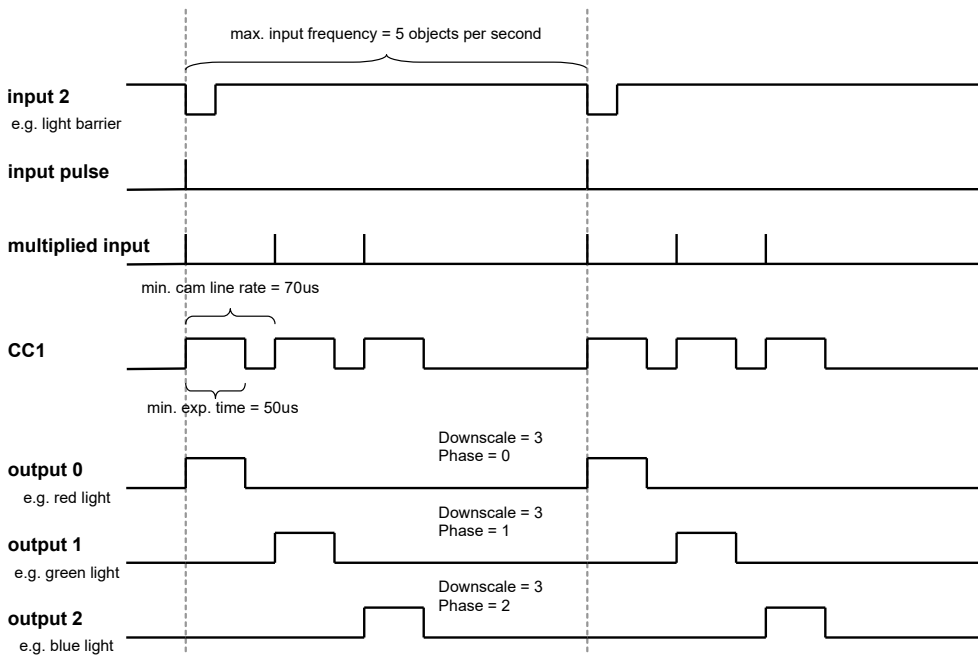 max. input frequency = 5 objects per second
input 2
e.g. light barrier
input pulse
multiplied input
min. cam line rate = 70us
CC1
min. exp. time = 50us
Downscale = 3
Phase = 0
output 0
e.g. red light
Downscale = 3
Phase = 1
output 1
e.g. green light
Downscale = 3
Phase = 2
output 2
e.g. blue light